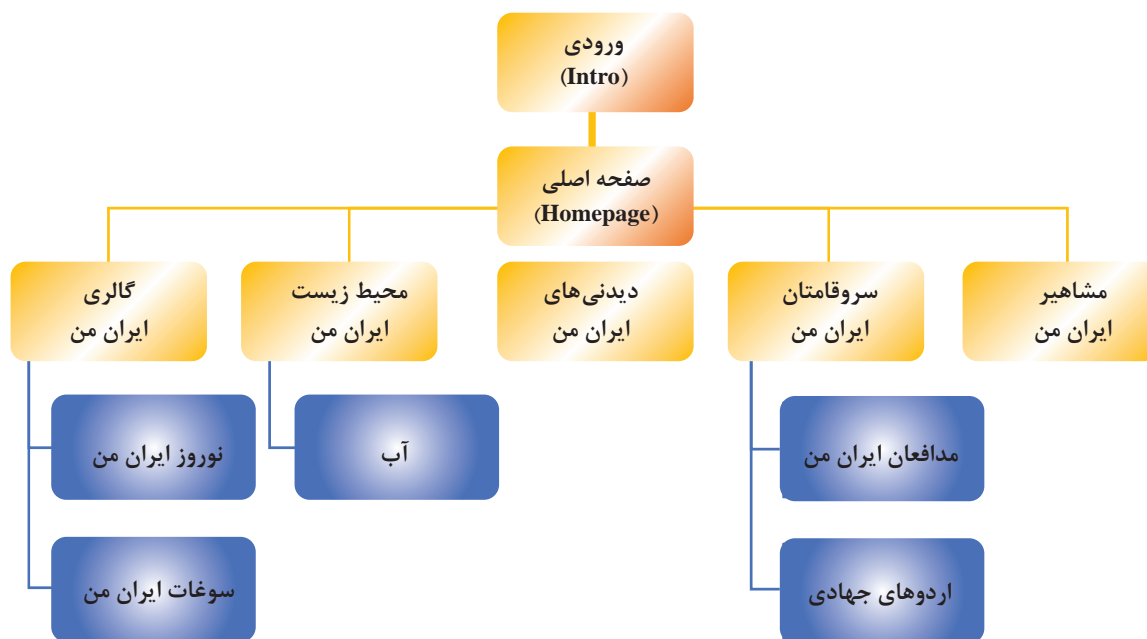 ورودی
(Intro)
صفحه اصلی
(Homepage)
مشاهیر
ایران من
سروقامتان
ایران من
دیدنی‌های
ایران من
محیط زیست
ایران من
گالری
ایران من
مدافعان ایران من
آب
نوروز ایران من
اردوهای جهادی
سوغات ایران من